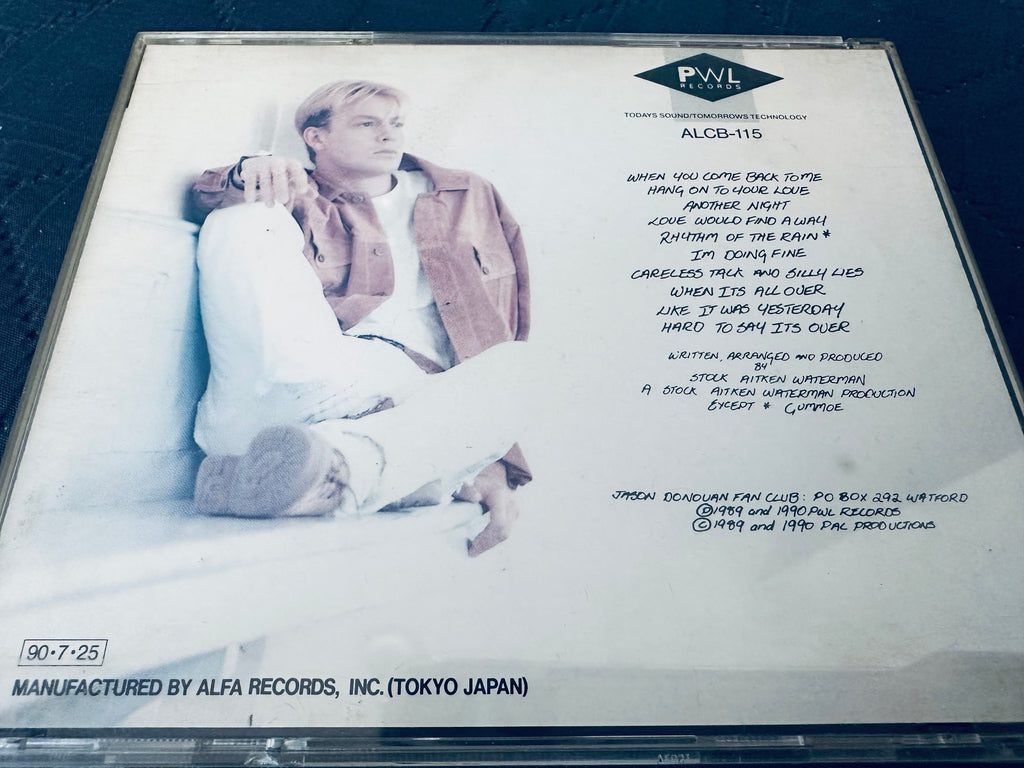 PWL
RECORDS
TODAYS SOUND/TOMORROWS TECHNOLOGY
ALCB-115
WHEN YOU COME BACK TO ME
HANG ON TO YOUR LOVE
ANOTHER NIGHT
LOVE WOULD FIND A WAY
RHYTHM OF THE RAIN *
IM DOING FINE
CARELESS TALK AND SILLY LIES
WHEN ITS ALL OVER
LIKE IT WAS YESTERDAY
HARD TO SAY ITS OVER
WRITTEN, ARRANGED AND PRODUCED
BY
STOCK AITKEN WATERMAN
A STOCK AITKEN WATERMAN PRODUCTION
EXCEPT * GUMMOE
JASON DONOVAN FAN CLUB: PO BOX 292 WATFORD
Ⓟ1989 and 1990 PWL RECORDS
©1989 and 1990 PAL PRODUCTIONS
90·7·25
MANUFACTURED BY ALFA RECORDS, INC. (TOKYO JAPAN)